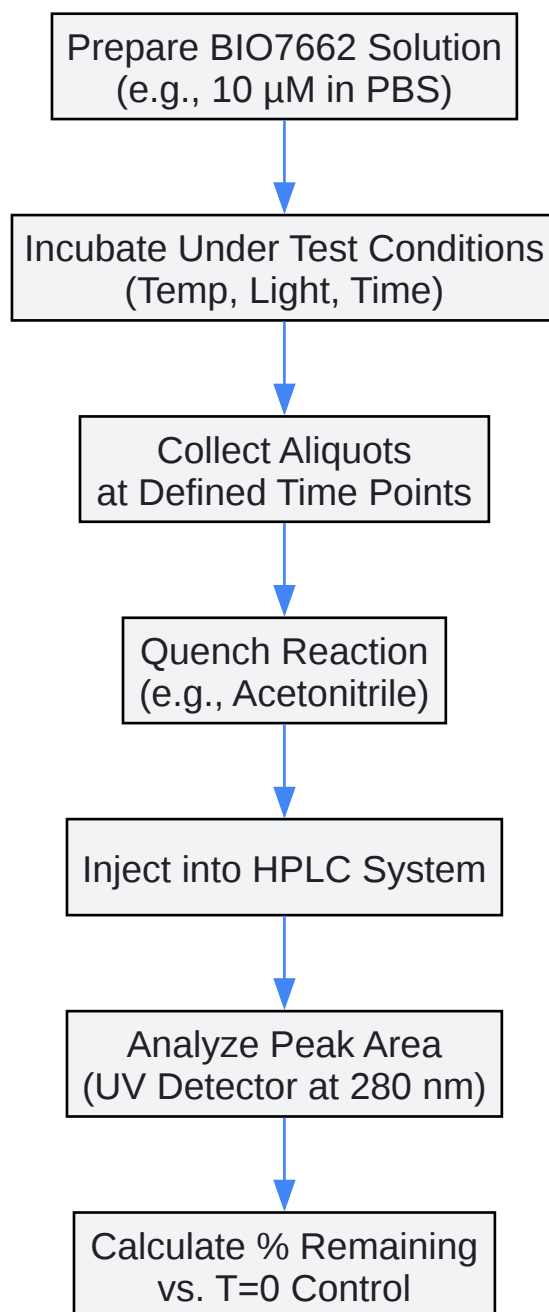 Prepare BIO7662 Solution
(e.g., 10 µM in PBS)
Incubate Under Test Conditions
(Temp, Light, Time)
Collect Aliquots
at Defined Time Points
Quench Reaction
(e.g., Acetonitrile)
Inject into HPLC System
Analyze Peak Area
(UV Detector at 280 nm)
Calculate % Remaining
vs. T=0 Control